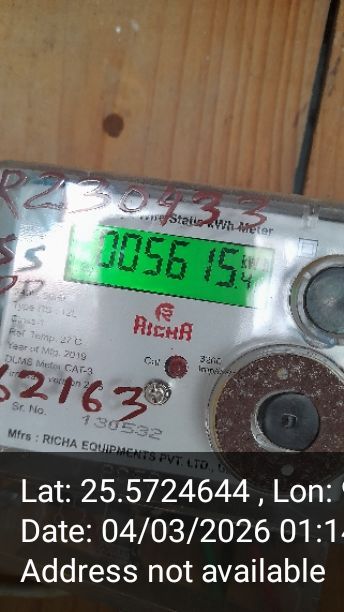 R230433
Static kWh Meter
005615
kWh
RICHA
Ref. Temp. 27°C
Year of Mfg. 2019
DLMS Meter CAT-3
Cal
3200
62163
Sr. No.
130532
Mfrs : RICHA EQUIPMENTS PVT. LTD.,
Lat: 25.5724644 , Lon:
Date: 04/03/2026 01:14
Address not available